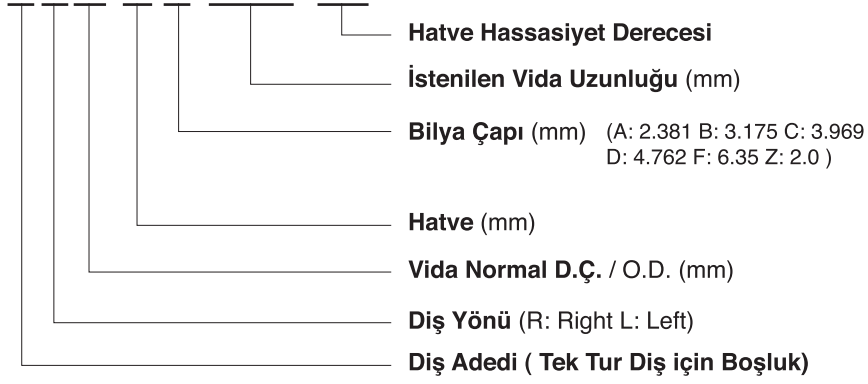 Hatve Hassasiyet Derecesi
İstenilen Vida Uzunluğu (mm)
Bilya Çapı (mm) (A: 2.381 B: 3.175 C: 3.969
D: 4.762 F: 6.35 Z: 2.0 )
Hatve (mm)
Vida Normal D.Ç. / O.D. (mm)
Diş Yönü (R: Right L: Left)
Diş Adedi ( Tek Tur Diş için Boşluk)